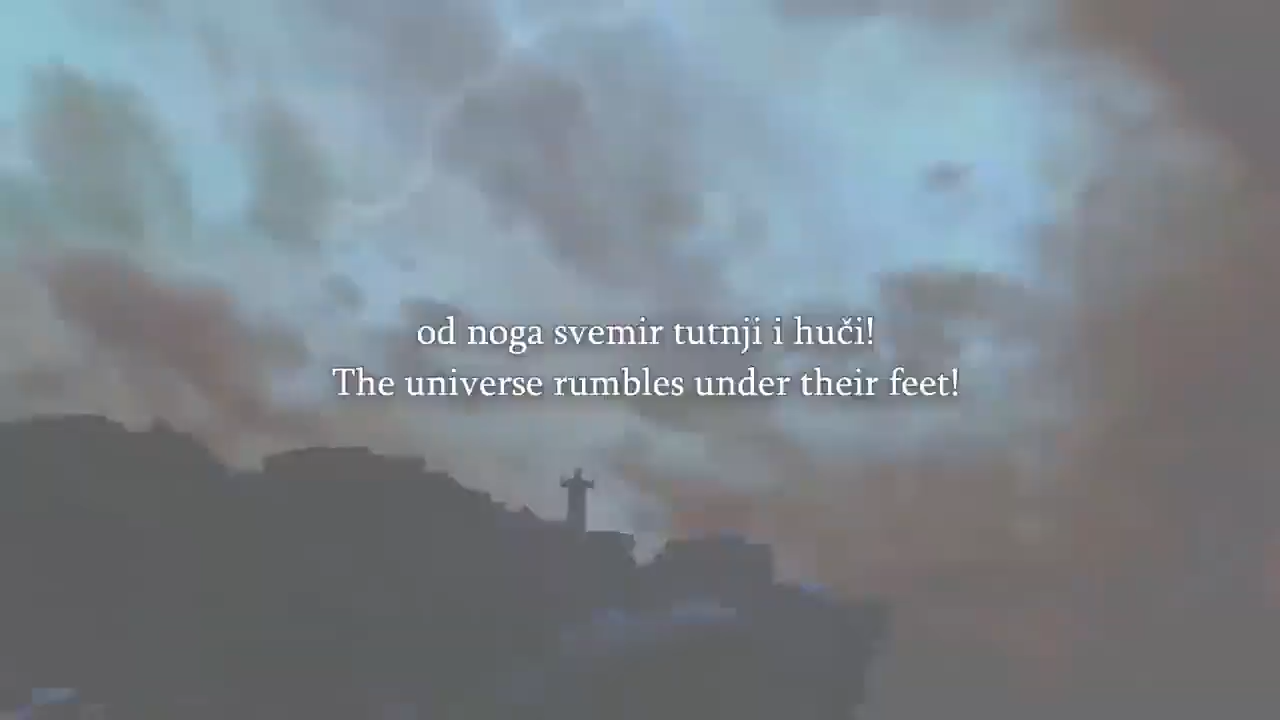 od noga svemir tutnji i huči!
The universe rumbles under their feet!